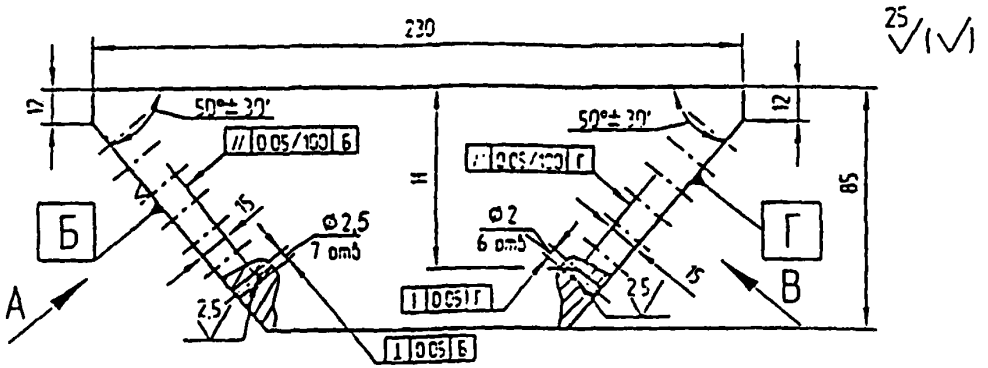 230
25 √(√)
12
50°±30'
50°±30'
12
// 0.05/100 Б
// 0.05/100 Г
H
85
15
Б
Ø2,5
7 отв
Ø2
6 отв
Г
15
А
В
2,5
⊥ 0.05 Г
2,5
⊥ 0.05 Б